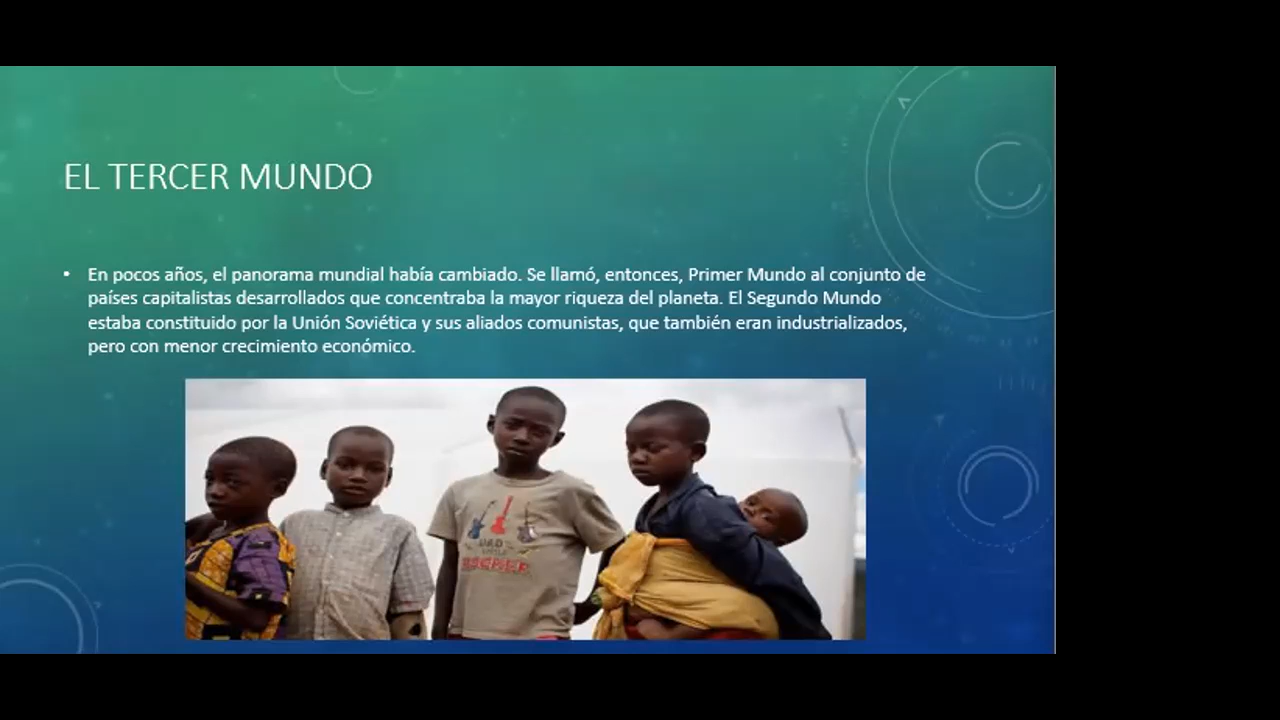 EL TERCER MUNDO
• En pocos años, el panorama mundial había cambiado. Se llamó, entonces, Primer Mundo al conjunto de
países capitalistas desarrollados que concentraba la mayor riqueza del planeta. El Segundo Mundo
estaba constituido por la Unión Soviética y sus aliados comunistas, que también eran industrializados,
pero con menor crecimiento económico.